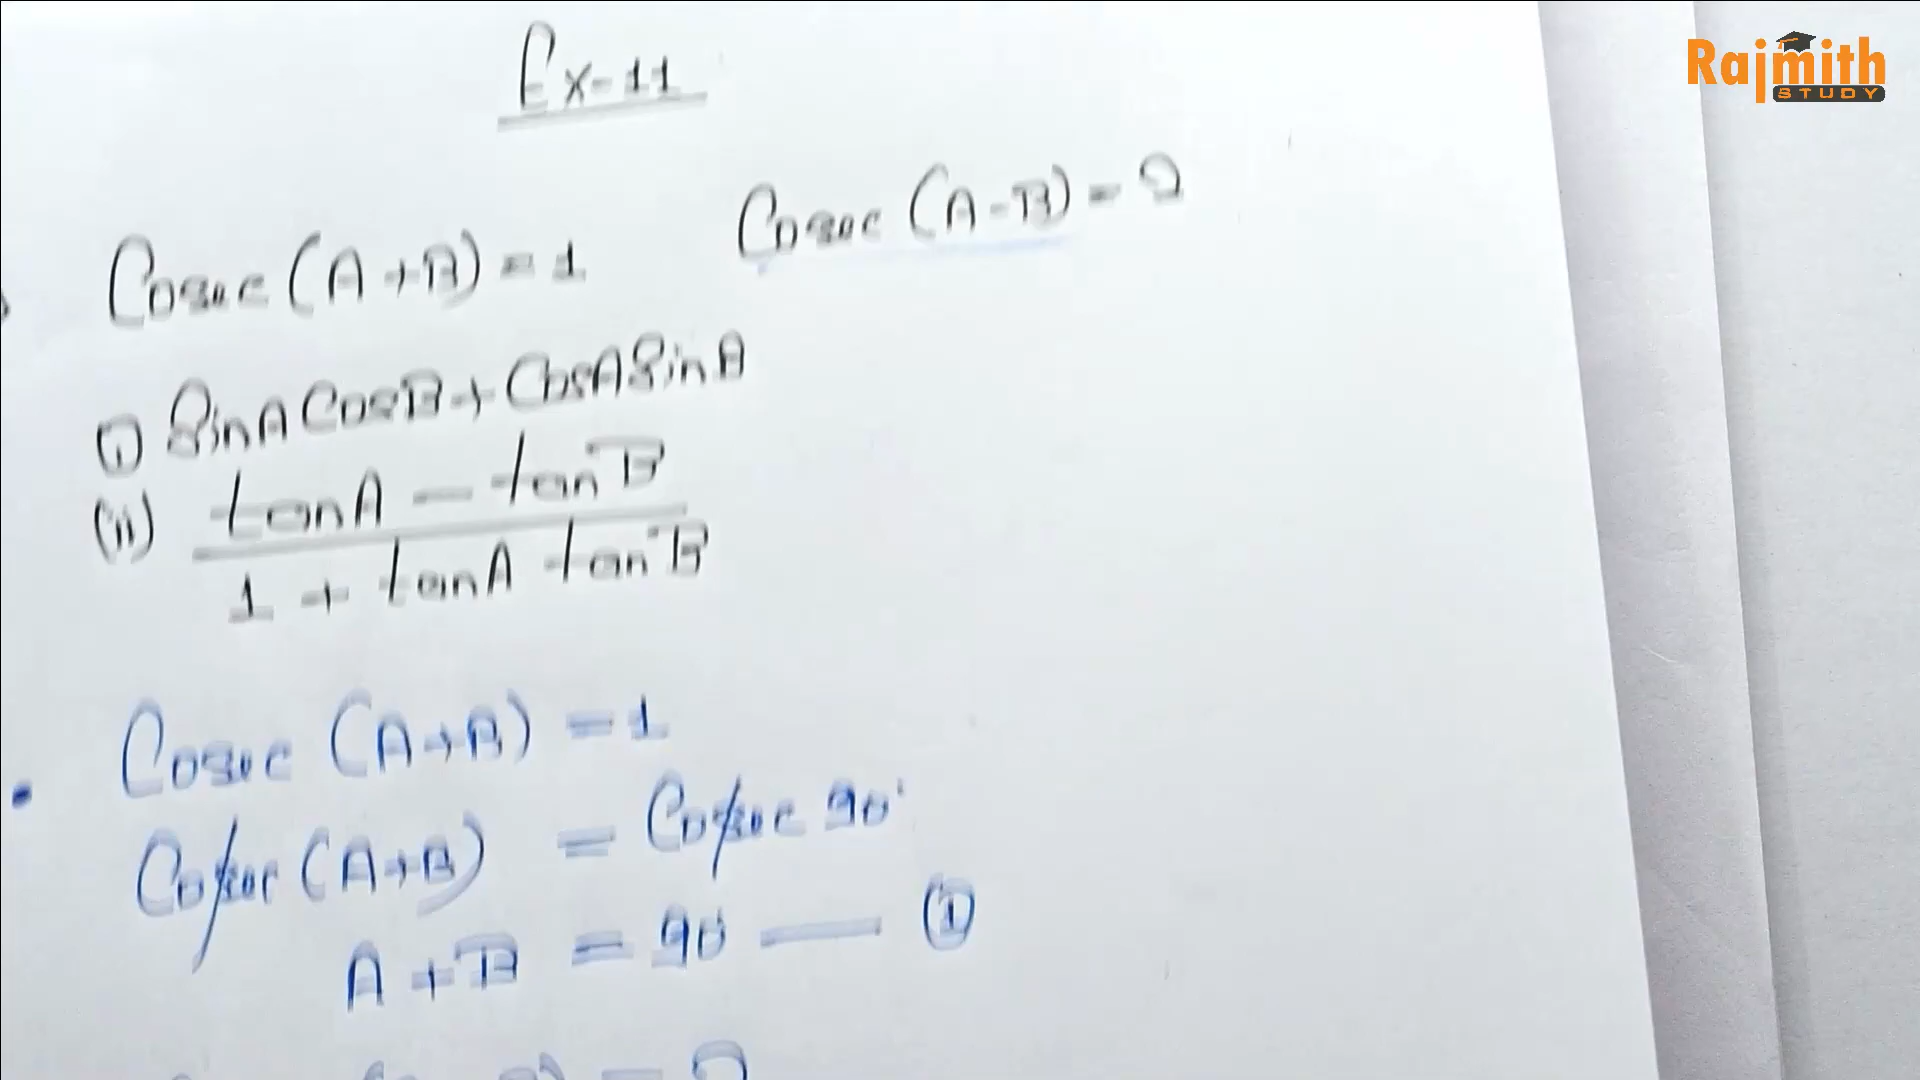 Ex-11
Cosec (A+B) = 1 Cosec (A-B) = 2
(i) SinA CosB + CosA SinA
(ii) tanA - tanB
1 + tanA tanB
Cosec (A+B) = 1
Cosec (A+B) = Cosec 90°
A + B = 90 — (1)
Rajmith
STUDY